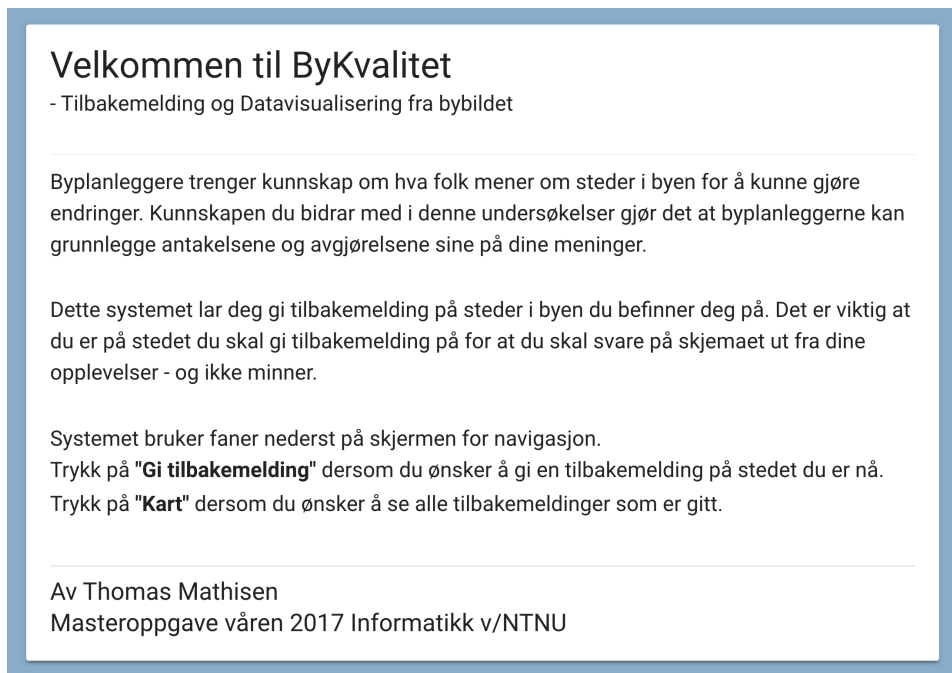 Velkommen til ByKvalitet
- Tilbakemelding og Datavisualisering fra bybildet
Byplanleggere trenger kunnskap om hva folk mener om steder i byen for å kunne gjøre
endringer. Kunnskapen du bidrar med i denne undersøkelser gjør det at byplanleggerne kan
grunnlegge antakelsene og avgjørelsene sine på dine meninger.
Dette systemet lar deg gi tilbakemelding på steder i byen du befinner deg på. Det er viktig at
du er på stedet du skal gi tilbakemelding på for at du skal svare på skjemaet ut fra dine
opplevelser - og ikke minner.
Systemet bruker faner nederst på skjermen for navigasjon.
Trykk på "Gi tilbakemelding" dersom du ønsker å gi en tilbakemelding på stedet du er nå.
Trykk på "Kart" dersom du ønsker å se alle tilbakemeldinger som er gitt.
Av Thomas Mathisen
Masteroppgave våren 2017 Informatikk v/NTNU